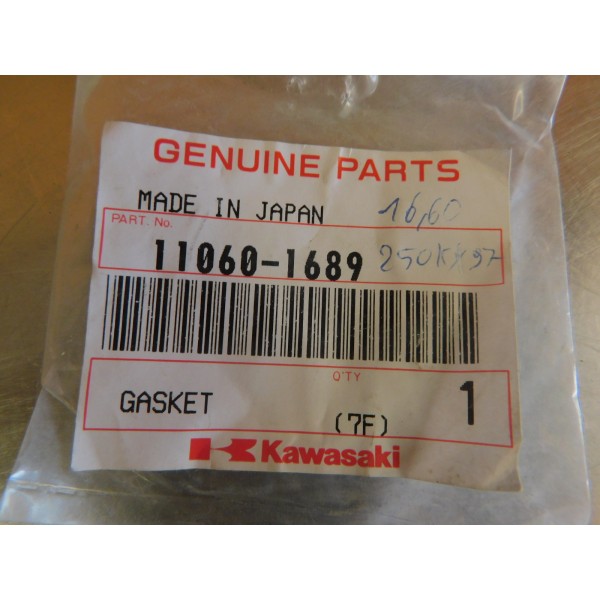 GENUINE PARTS
MADE IN JAPAN 16,60
PART. No.
11060-1689
Q'TY
GASKET 1
(7F)
Kawasaki